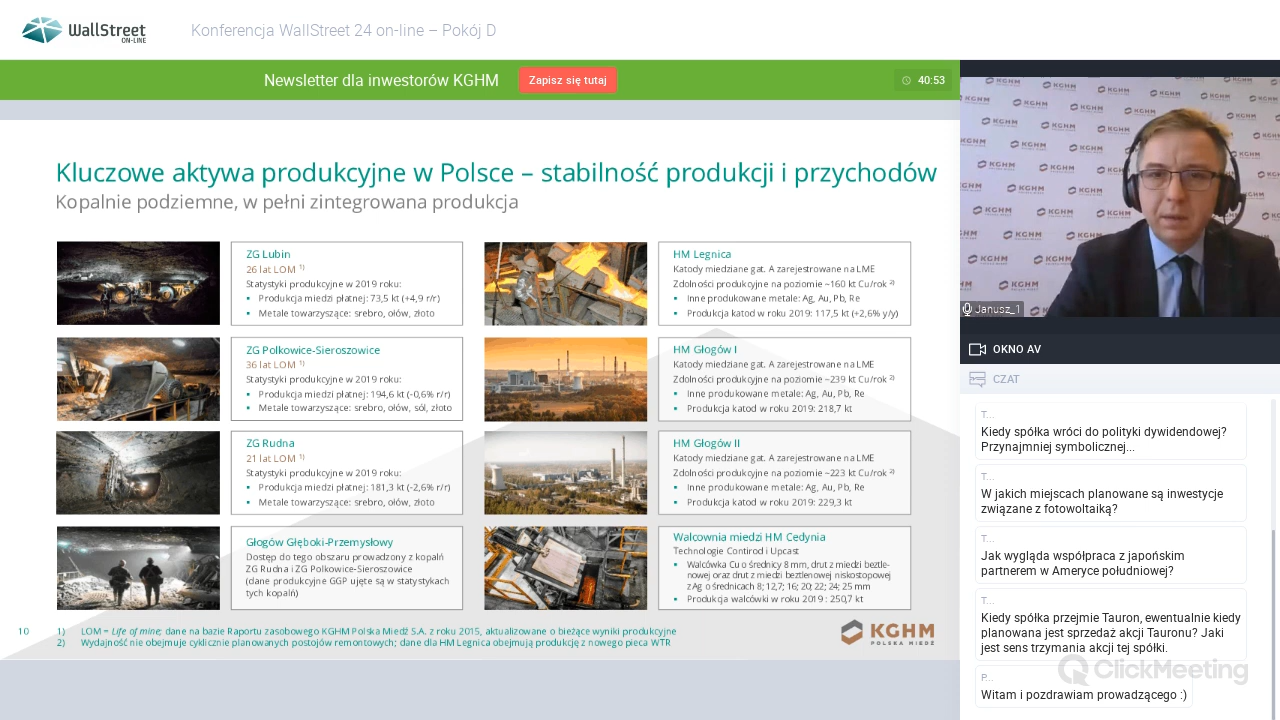 WallStreet
ON-LINE
Konferencja WallStreet 24 on-line – Pokój D
Newsletter dla inwestorów KGHM
Zapisz się tutaj
40:53
Kluczowe aktywa produkcyjne w Polsce – stabilność produkcji i przychodów
Kopalnie podziemne, w pełni zintegrowana produkcja
ZG Lubin
26 lat LOM 1)
Statystyki produkcyjne w 2019 roku:
▪ Produkcja miedzi płatnej: 73,5 kt (+4,9 r/r)
▪ Metale towarzyszące: srebro, ołów, złoto
HM Legnica
Katody miedziane gat. A zarejestrowane na LME
Zdolności produkcyjne na poziomie ~160 kt Cu/rok 2)
▪ Inne produkowane metale: Ag, Au, Pb, Re
▪ Produkcja katod w roku 2019: 117,5 kt (+2,6% y/y)
ZG Polkowice-Sieroszowice
36 lat LOM 1)
Statystyki produkcyjne w 2019 roku:
▪ Produkcja miedzi płatnej: 194,6 kt (-0,6% r/r)
▪ Metale towarzyszące: srebro, ołów, sól, złoto
HM Głogów I
Katody miedziane gat. A zarejestrowane na LME
Zdolności produkcyjne na poziomie ~239 kt Cu/rok 2)
▪ Inne produkowane metale: Ag, Au, Pb, Re
▪ Produkcja katod w roku 2019: 218,7 kt
ZG Rudna
21 lat LOM 1)
Statystyki produkcyjne w 2019 roku:
▪ Produkcja miedzi płatnej: 181,3 kt (-2,6% r/r)
▪ Metale towarzyszące: srebro, ołów, złoto
HM Głogów II
Katody miedziane gat. A zarejestrowane na LME
Zdolności produkcyjne na poziomie ~223 kt Cu/rok 2)
▪ Inne produkowane metale: Ag, Au, Pb, Re
▪ Produkcja katod w roku 2019: 229,3 kt
Głogów Głęboki-Przemysłowy
Dostęp do tego obszaru prowadzony z kopalń
ZG Rudna i ZG Polkowice-Sieroszowice
(dane produkcyjne GGP ujęte są w statystykach
tych kopalń)
Walcownia miedzi HM Cedynia
Technologie Contirod i Upcast
▪ Walcówka Cu o średnicy 8 mm, drut z miedzi beztle-
nowej oraz drut z miedzi beztlenowej niskostopowej
z Ag o średnicach 8; 12,7; 16; 20; 22; 24; 25 mm
▪ Produkcja walcówki w roku 2019 : 250,7 kt
10
1) LOM = Life of mine; dane na bazie Raportu zasobowego KGHM Polska Miedź S.A. z roku 2015, aktualizowane o bieżące wyniki produkcyjne
2) Wydajność nie obejmuje cyklicznie planowanych postojów remontowych; dane dla HM Legnica obejmują produkcję z nowego pieca WTR
KGHM
POLSKA MIEDŹ
KGHM
Janusz_1
OKNO AV
CZAT
T...
Kiedy spółka wróci do polityki dywidendowej?
Przynajmniej symbolicznej...
T...
W jakich miejscach planowane są inwestycje
związane z fotowoltaiką?
T...
Jak wygląda współpraca z japońskim
partnerem w Ameryce południowej?
T...
Kiedy spółka przejmie Tauron, ewentualnie kiedy
planowana jest sprzedaż akcji Tauronu? Jaki
jest sens trzymania akcji tej spółki.
P...
Witam i pozdrawiam prowadzącego :)
ClickMeeting